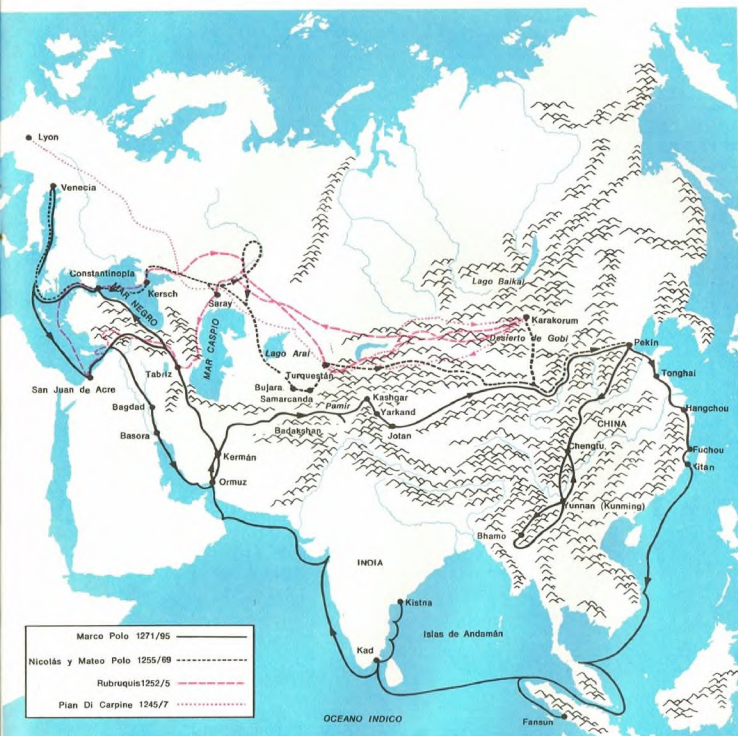 Lyon
Venecia
Constantinopla
Kersch
MAR NEGRO
Saray
MAR CASPIO
Lago Aral
Lago Baikal
Karakorum
Desierto de Gobi
Pekin
Tonghai
Turquestán
Bujara
Samarcanda
Tabriz
San Juan de Acre
Kashgar
Pamir
Yarkand
Badakshan
Jotan
Bagdad
Basora
Hangchou
CHINA
Chengtu
Fuchou
Kitan
Kermán
Ormuz
Yunnan (Kunming)
Bhamo
INDIA
Kistna
Islas de Andamán
Kad
Fansun
OCEANO INDICO
Marco Polo 1271/95
Nicolás y Mateo Polo 1255/69
Rubruquis1252/5
Pian Di Carpine 1245/7